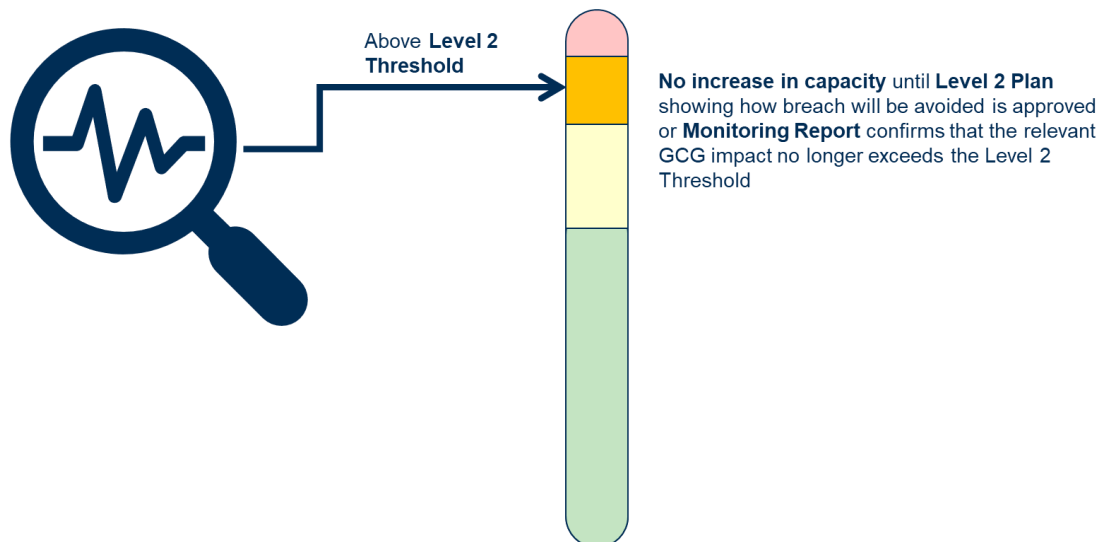 Above Level 2
Threshold
No increase in capacity until Level 2 Plan
showing how breach will be avoided is approved
or Monitoring Report confirms that the relevant
GCG impact no longer exceeds the Level 2
Threshold